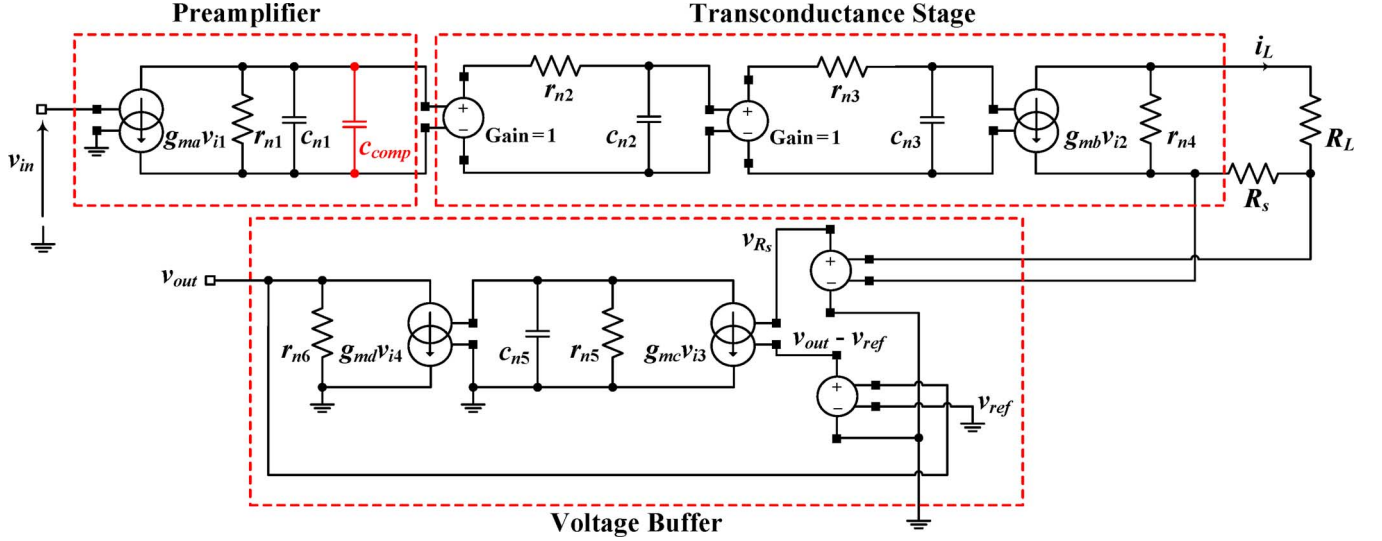 Preamplifier
Transconductance Stage
v_in
g_ma v_i1
r_n1
c_n1
c_comp
Gain=1
r_n2
c_n2
Gain=1
r_n3
c_n3
g_mb v_i2
r_n4
i_L
R_L
R_s
v_out
r_n6
g_md v_i4
c_n5
r_n5
g_mc v_i3
v_Rs
v_out - v_ref
v_ref
Voltage Buffer
+
−
+
−
+
−
+
−